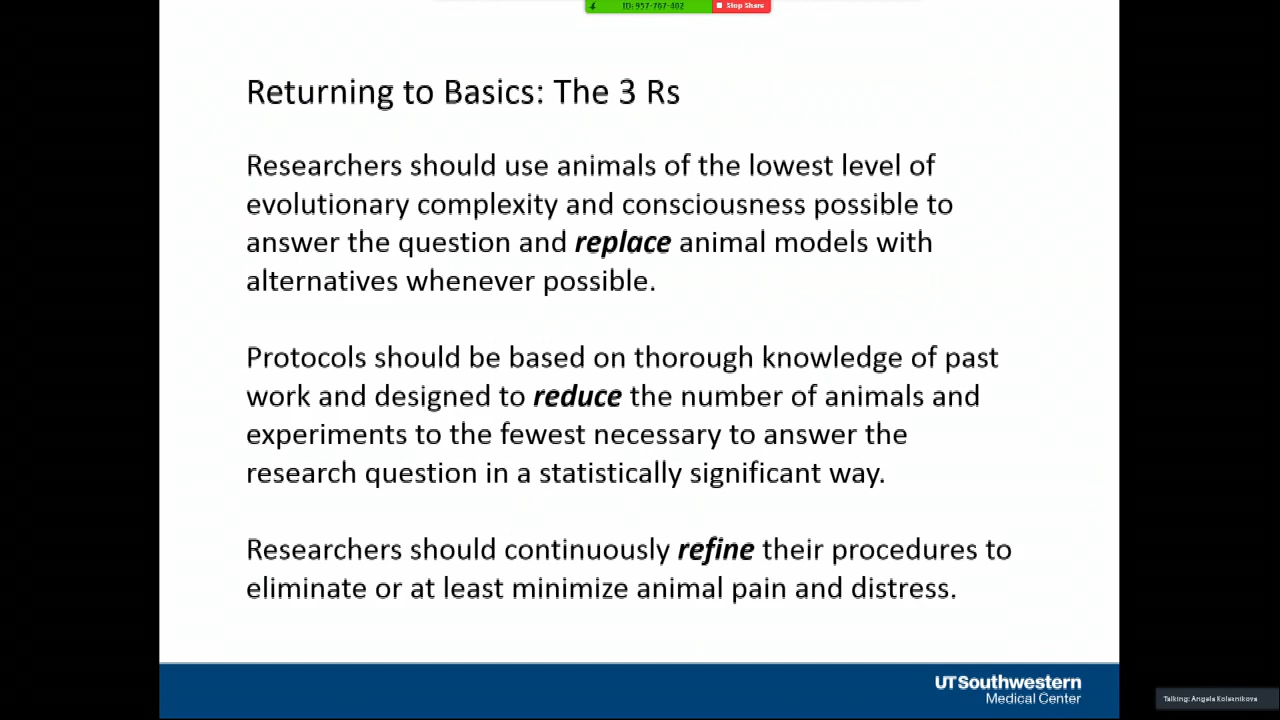 ID: 957-767-402
Stop Share
Returning to Basics: The 3 Rs
Researchers should use animals of the lowest level of
evolutionary complexity and consciousness possible to
answer the question and replace animal models with
alternatives whenever possible.
Protocols should be based on thorough knowledge of past
work and designed to reduce the number of animals and
experiments to the fewest necessary to answer the
research question in a statistically significant way.
Researchers should continuously refine their procedures to
eliminate or at least minimize animal pain and distress.
UTSouthwestern
Medical Center
Talking: Angela Kolesnikova